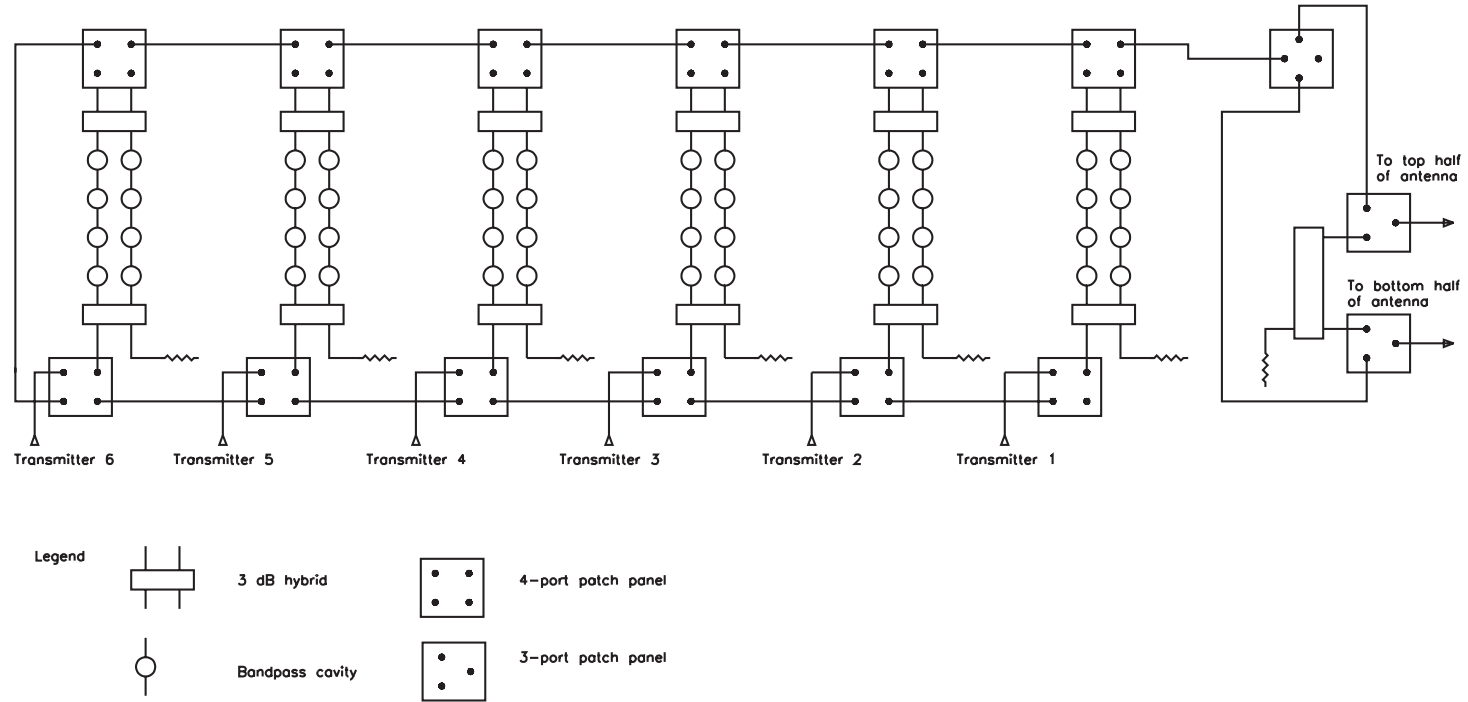 To top half
of antenna
To bottom half
of antenna
Transmitter 6
Transmitter 5
Transmitter 4
Transmitter 3
Transmitter 2
Transmitter 1
Legend
3 dB hybrid
4-port patch panel
Bandpass cavity
3-port patch panel